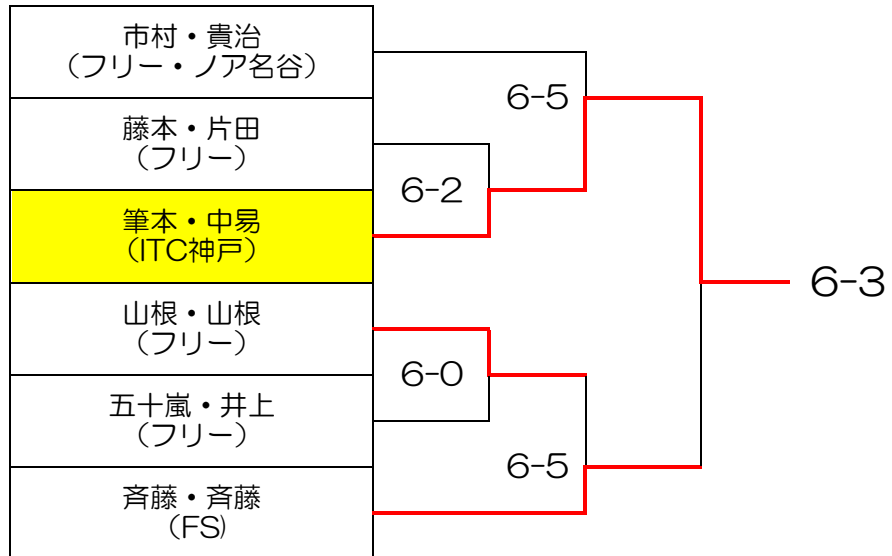 市村・貴治
（フリー・ノア名谷）
6-5
藤本・片田
（フリー）
6-2
筆本・中易
（ITC神戸）
6-3
山根・山根
（フリー）
6-0
五十嵐・井上
（フリー）
6-5
斉藤・斉藤
（FS)